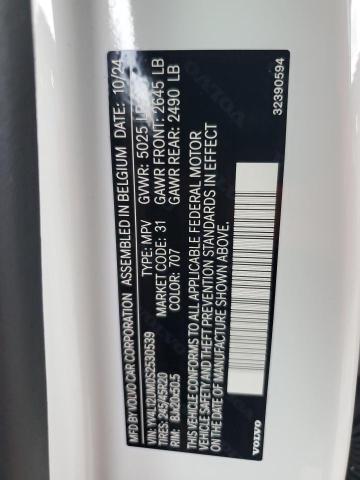 MFD BY VOLVO CAR CORPORATION ASSEMBLED IN BELGIUM DATE: 10/24
VIN: YV4L12UM0S2530539 TYPE: MPV GVWR: 5025 LB
TIRES: 245/45R20 MARKET CODE: 31 GAWR FRONT: 2645 LB
RIM: 8Jx20x50.5 COLOR: 707 GAWR REAR: 2490 LB
THIS VEHICLE CONFORMS TO ALL APPLICABLE FEDERAL MOTOR
VEHICLE SAFETY AND THEFT PREVENTION STANDARDS IN EFFECT
ON THE DATE OF MANUFACTURE SHOWN ABOVE.
VOLVO 32390594